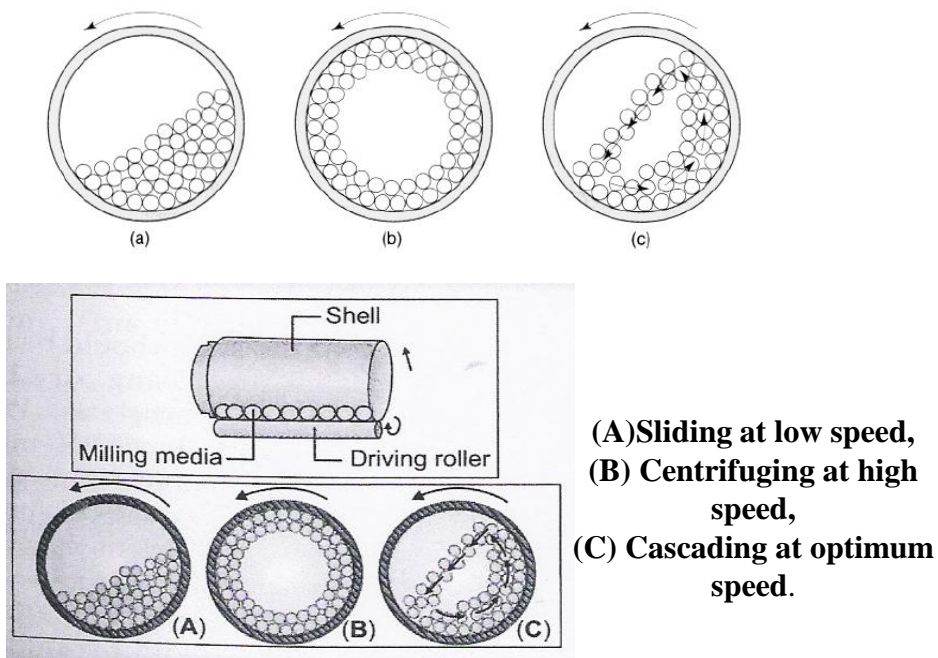 (a) (b) (c)
Shell
Milling media Driving roller
(A) (B) (C)
(A)Sliding at low speed,
(B) Centrifuging at high
speed,
(C) Cascading at optimum
speed.